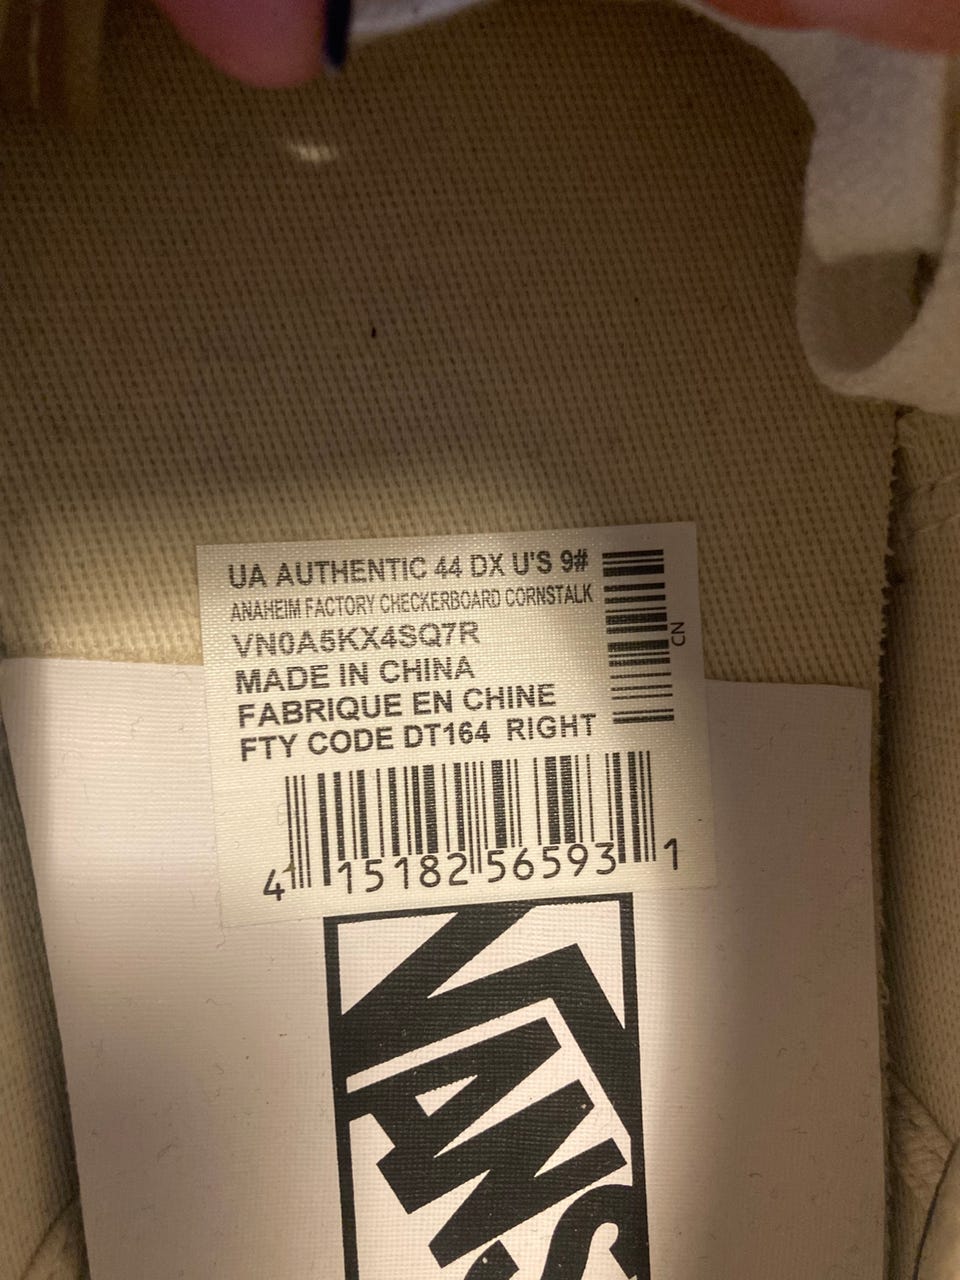 UA AUTHENTIC 44 DX U'S 9#
ANAHEIM FACTORY CHECKERBOARD CORNSTALK
VN0A5KX4SQ7R
MADE IN CHINA
FABRIQUE EN CHINE
FTY CODE DT164 RIGHT
CN
4 15182 56593 1
VANS